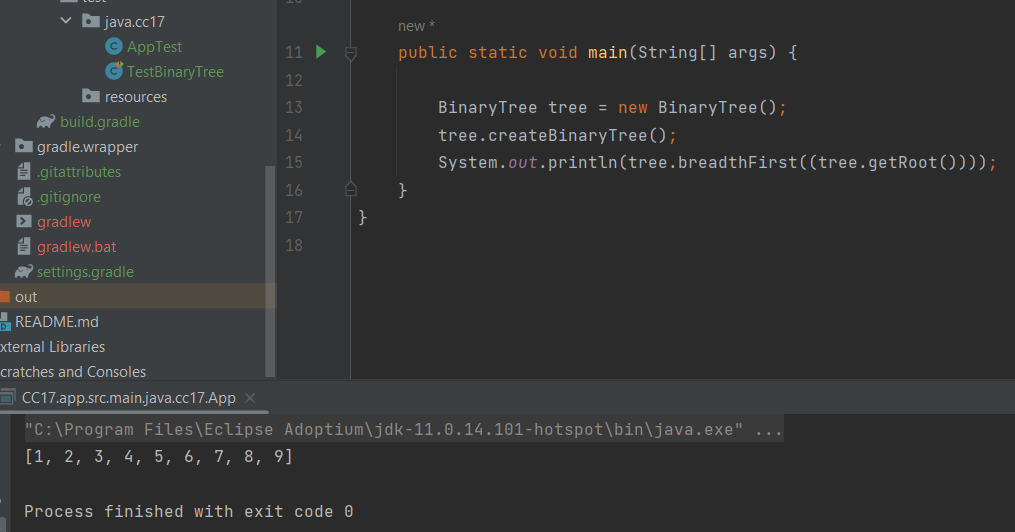 test
java.cc17
AppTest
TestBinaryTree
resources
build.gradle
gradle.wrapper
.gitattributes
.gitignore
gradlew
gradlew.bat
settings.gradle
out
README.md
xternal Libraries
cratches and Consoles
10
new *
11 public static void main(String[] args) {
12
13 BinaryTree tree = new BinaryTree();
14 tree.createBinaryTree();
15 System.out.println(tree.breadthFirst((tree.getRoot())));
16 }
17 }
18
CC17.app.src.main.java.cc17.App ×
"C:\Program Files\Eclipse Adoptium\jdk-11.0.14.101-hotspot\bin\java.exe" ...
[1, 2, 3, 4, 5, 6, 7, 8, 9]
Process finished with exit code 0